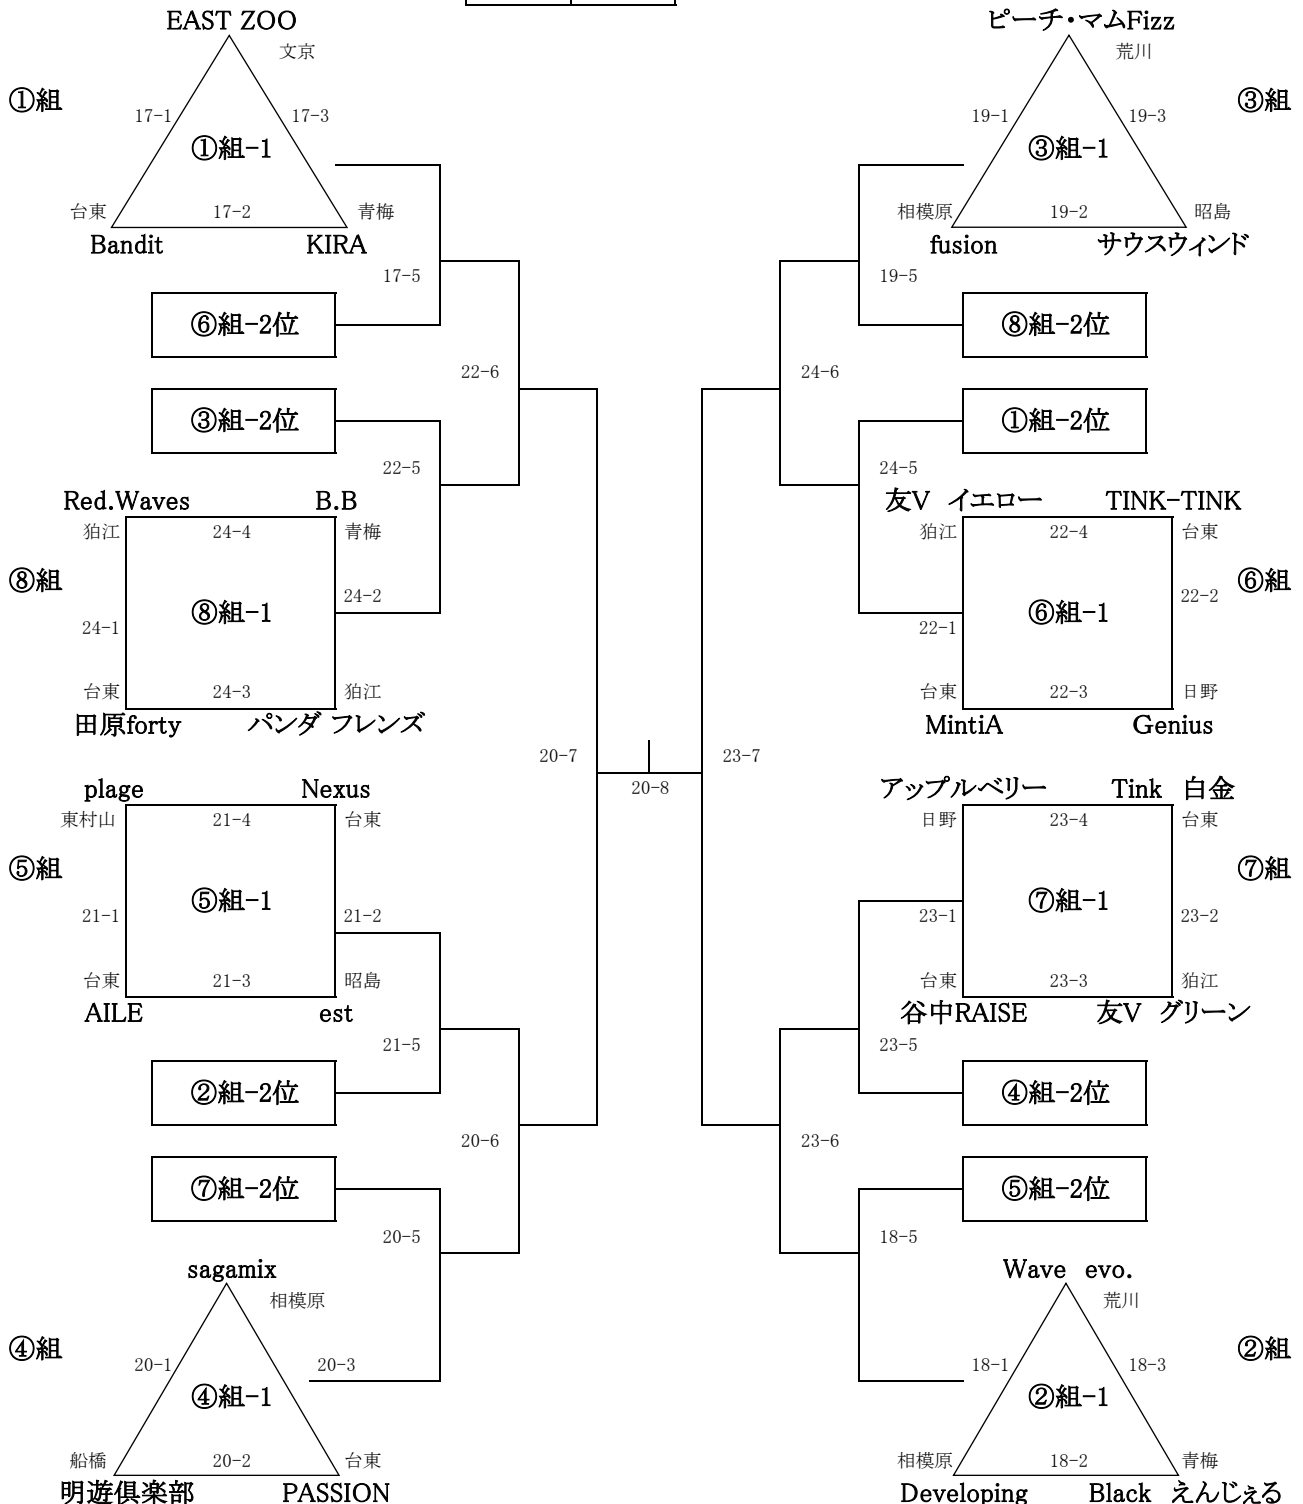 EAST ZOO
文京
①組
17-1
17-3
①組-1
台東
17-2
青梅
Bandit
KIRA
17-5
⑥組-2位
22-6
③組-2位
22-5
Red.Waves
B.B
狛江
24-4
青梅
⑧組
⑧組-1
24-2
24-1
台東
24-3
狛江
田原forty
パンダ フレンズ
20-7
plage
Nexus
東村山
21-4
台東
⑤組
⑤組-1
21-1
21-2
台東
21-3
昭島
AILE
est
21-5
②組-2位
20-6
⑦組-2位
20-5
sagamix
相模原
④組
20-1
20-3
④組-1
船橋
20-2
台東
明遊倶楽部
PASSION
20-8
ピーチ・マムFizz
荒川
③組
19-1
19-3
③組-1
相模原
19-2
昭島
fusion
サウスウィンド
19-5
⑧組-2位
24-6
①組-2位
24-5
友V イエロー
TINK-TINK
狛江
22-4
台東
⑥組
⑥組-1
22-2
22-1
台東
22-3
日野
MintiA
Genius
23-7
アップルベリー
Tink 白金
日野
23-4
台東
⑦組
⑦組-1
23-1
23-2
台東
23-3
狛江
谷中RAISE
友V グリーン
23-5
④組-2位
23-6
⑤組-2位
18-5
Wave evo.
荒川
②組
18-1
18-3
②組-1
相模原
18-2
青梅
Developing
Black えんじぇる